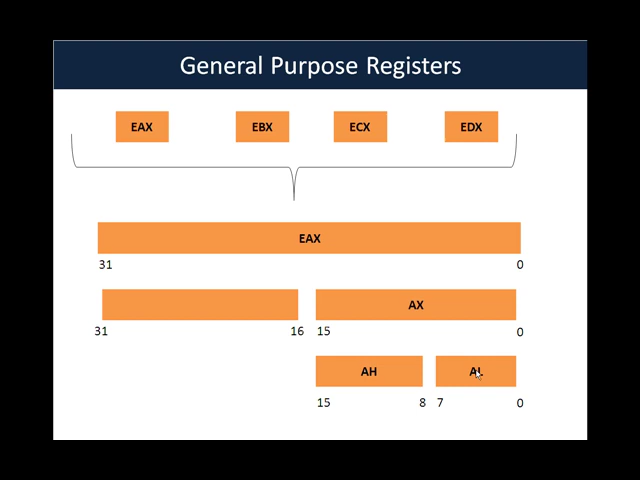 General Purpose Registers
EAX EBX ECX EDX
EAX
31 0
AX
31 16 15 0
AH AL
15 8 7 0